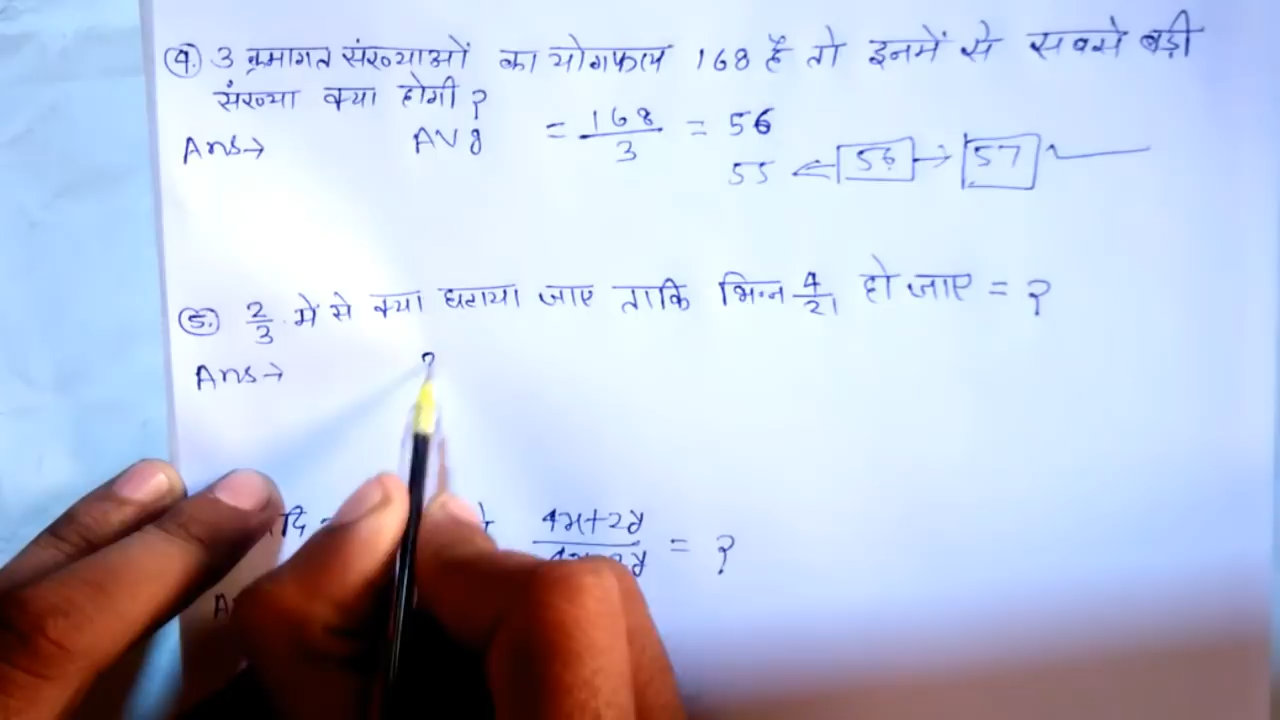 4. 3 क्रमागत संख्याओं का योगफल 168 है तो इनमें से सबसे बड़ी
संख्या क्या होगी?
Ans→ AVG = 168/3 = 56
55 ← 56 → 57
5. 2/3 में से क्या घटाया जाए ताकि भिन्न 4/21 हो जाए = ?
Ans→ ?
4x+2y/ = ?